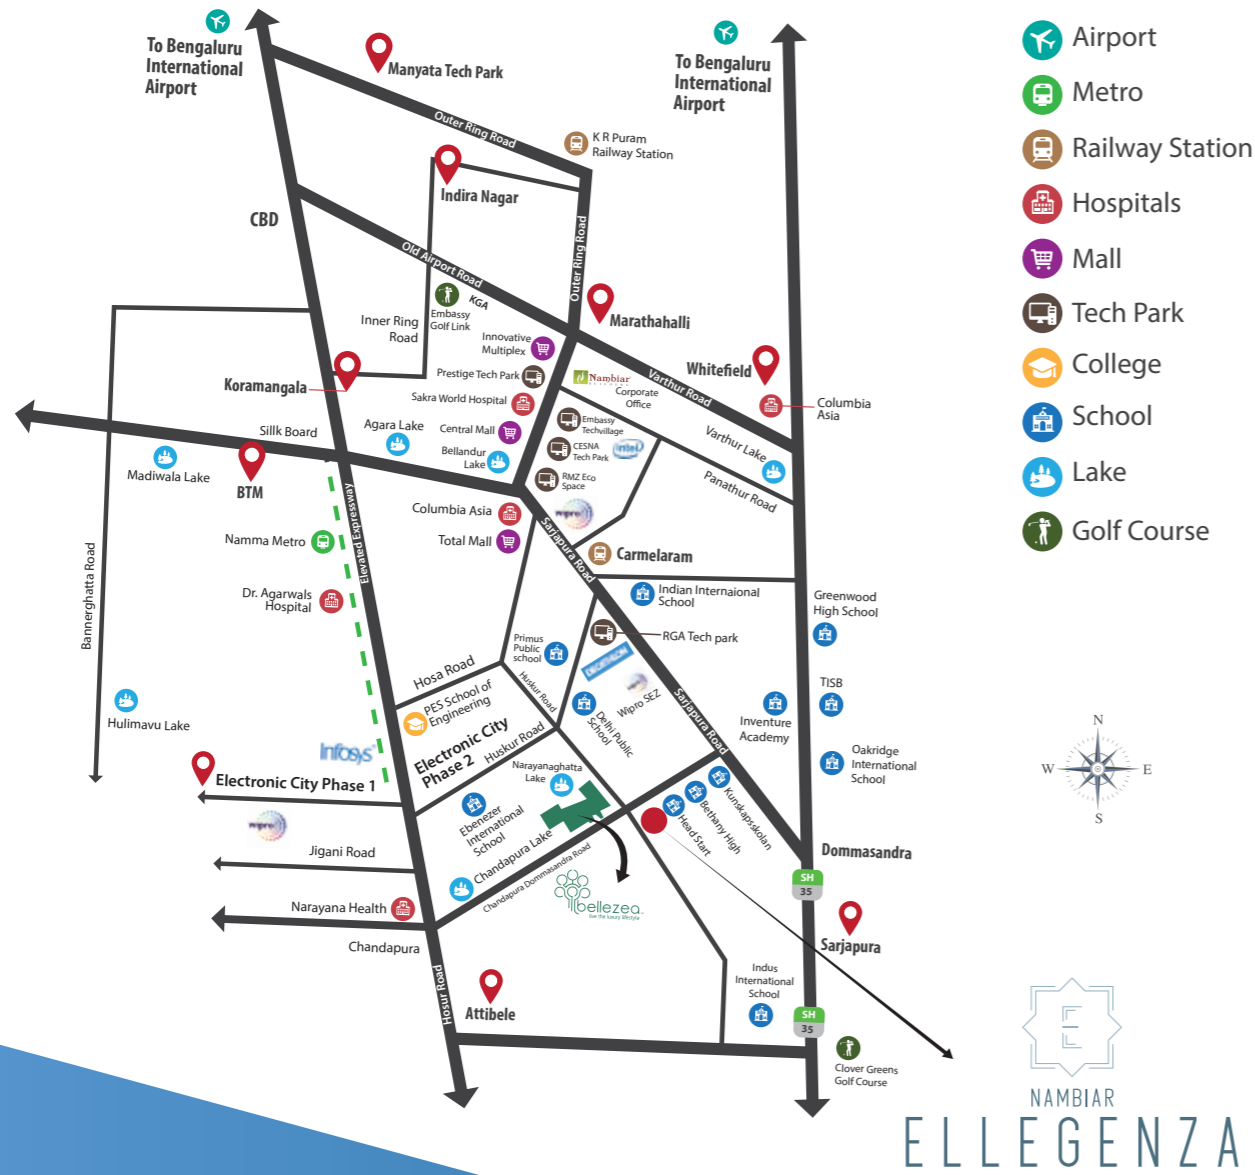 To Bengaluru
International
Airport
Manyata Tech Park
To Bengaluru
International
Airport
Outer Ring Road
K R Puram
Railway Station
Indira Nagar
CBD
Old Airport Road
Outer Ring Road
KGA
Embassy
Golf Link
Inner Ring
Road
Marathahalli
Innovative
Multiplex
Prestige Tech Park
Nambiar
Corporate
Office
Whitefield
Varthur Road
Koramangala
Sakra World Hospital
Columbia
Asia
Sillk Board
Agara Lake
Central Mall
Embassy
Techvillage
Bellandur
Lake
CESNA
Tech Park
intel
Varthur Lake
Madiwala Lake
BTM
RMZ Eco
Space
Panathur Road
Columbia Asia
wipro
Namma Metro
Total Mall
Elevated Expressway
Sarjapura Road
Carmelaram
Bannerghatta Road
Dr. Agarwals
Hospital
Indian Internaional
School
Greenwood
High School
Primus
Public
school
RGA Tech park
Hosa Road
Huskur Road
DECATHLON
Wipro SEZ
PES School of
Engineering
Delhi Public
School
Sarjapura Road
TISB
Hulimavu Lake
Inventure
Academy
Infosys
Electronic City
Phase 2
Huskur Road
Oakridge
International
School
Electronic City Phase 1
Narayanaghatta
Lake
wipro
Ebenezer
International
School
Head Start
Bethany High
Kunskapsskolan
Jigani Road
Chandapura Lake
Chandapura Dommasandra Road
Dommasandra
SH
35
Narayana Health
bellezea
live the luxury lifestyle
Chandapura
Sarjapura
Hosur Road
Attibele
Indus
International
School
SH
35
Clover Greens
Golf Course
Airport
Metro
Railway Station
Hospitals
Mall
Tech Park
College
School
Lake
Golf Course
N
W
E
S
E
NAMBIAR
ELLEGENZA